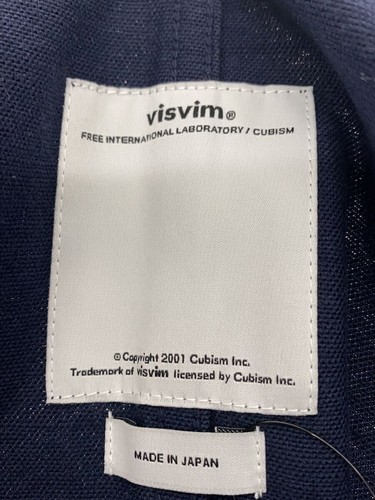 visvim®
FREE INTERNATIONAL LABORATORY / CUBISM
© Copyright 2001 Cubism Inc.
Trademark of visvim licensed by Cubism Inc.
MADE IN JAPAN